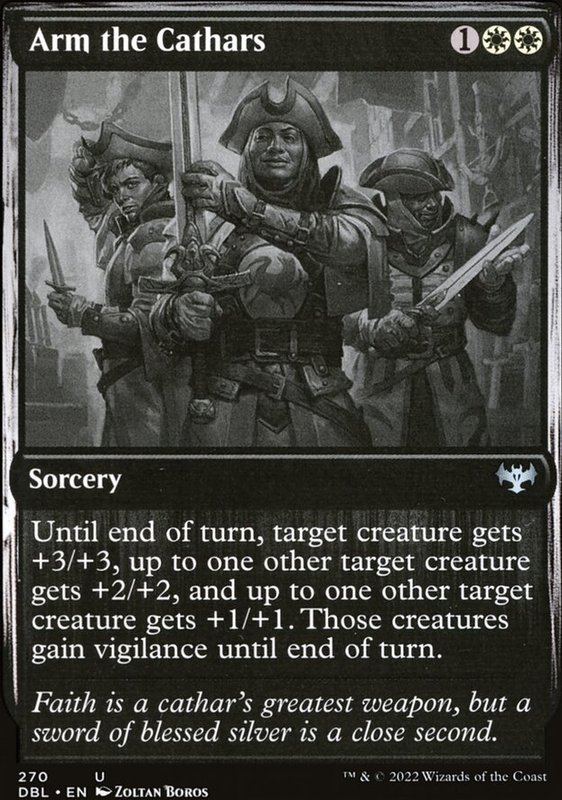 Arm the Cathars 1
Sorcery
Until end of turn, target creature gets
+3/+3, up to one other target creature
gets +2/+2, and up to one other target
creature gets +1/+1. Those creatures
gain vigilance until end of turn.
Faith is a cathar's greatest weapon, but a
sword of blessed silver is a close second.
270 U
DBL • EN Zoltan Boros
™ & © 2022 Wizards of the Coast